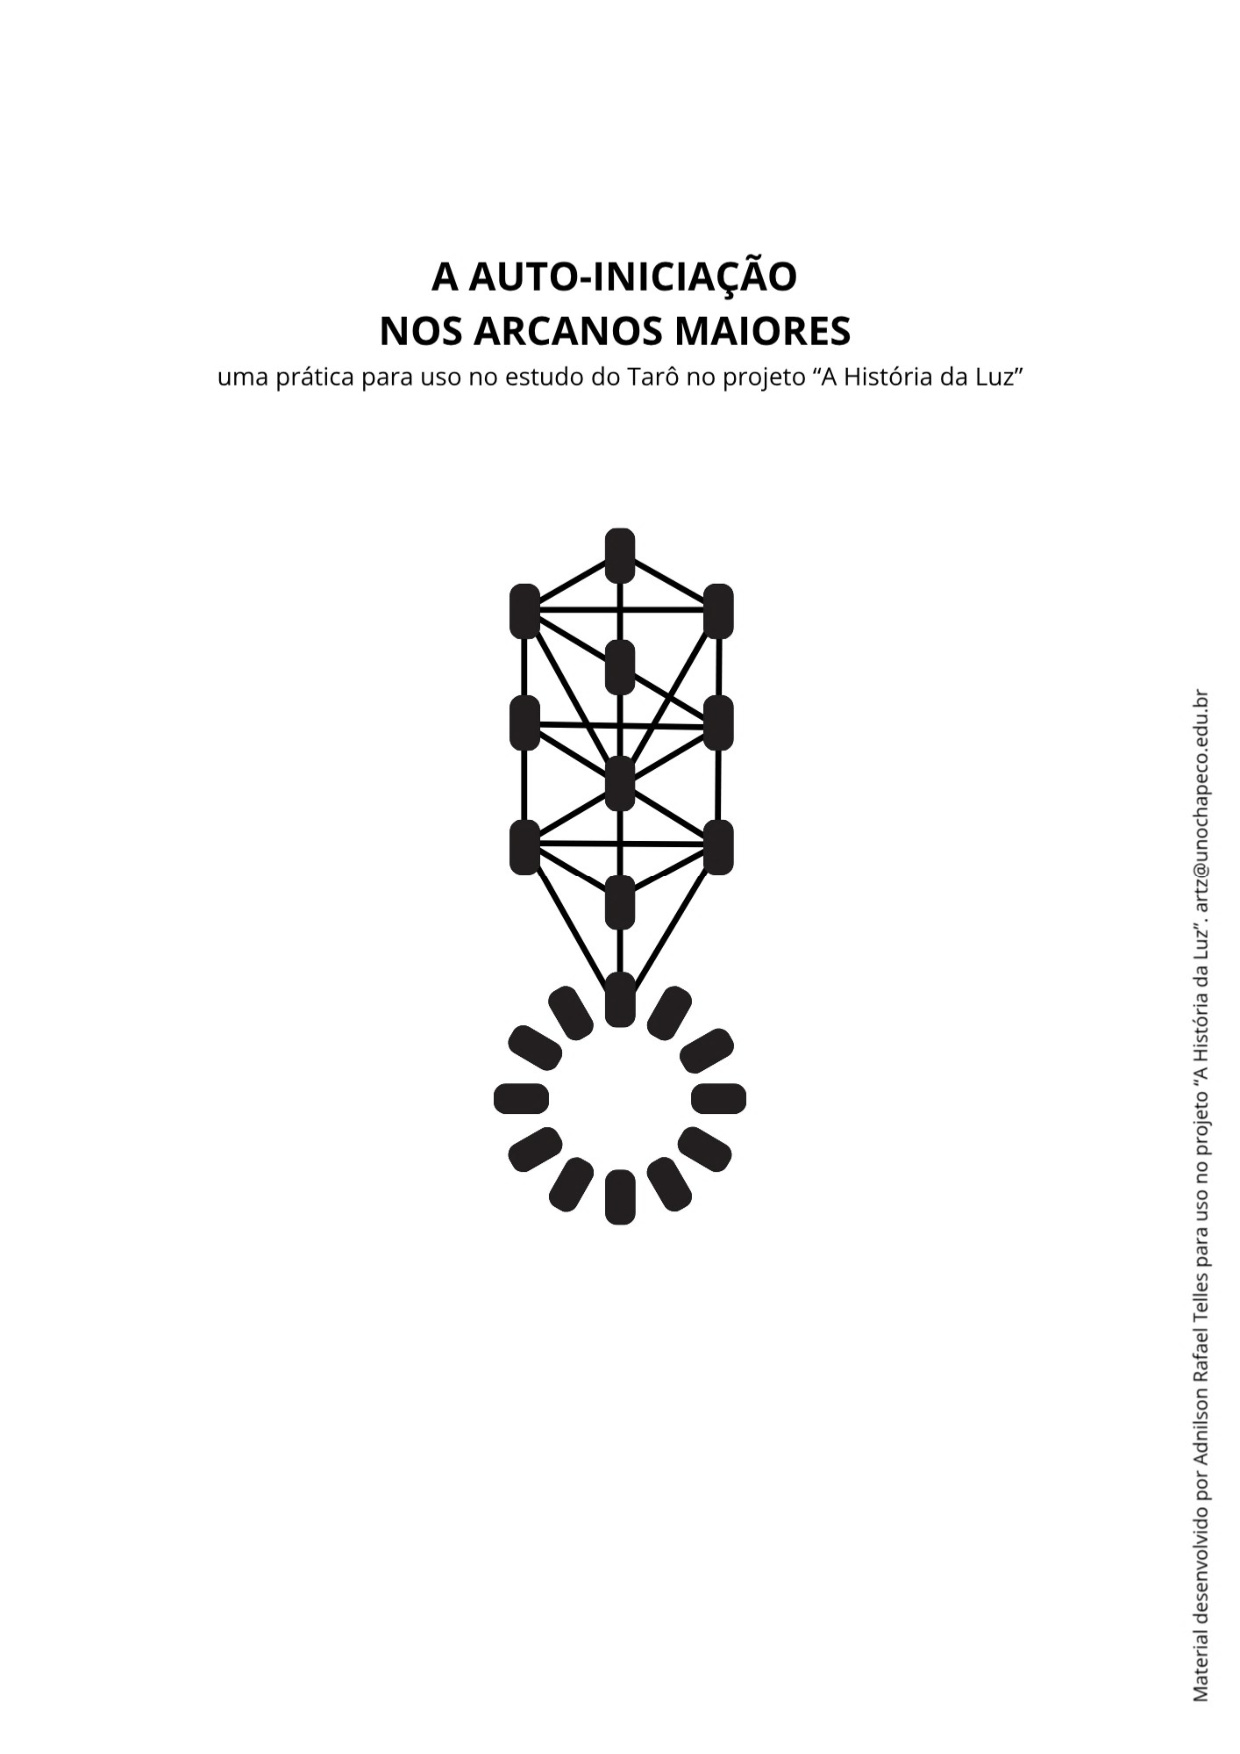 A AUTO-INICIAÇÃO
NOS ARCANOS MAIORES
uma prática para uso no estudo do Tarô no projeto “A História da Luz”
Material desenvolvido por Adnilson Rafael Telles para uso no projeto “A História da Luz”. artz@unochapeco.edu.br